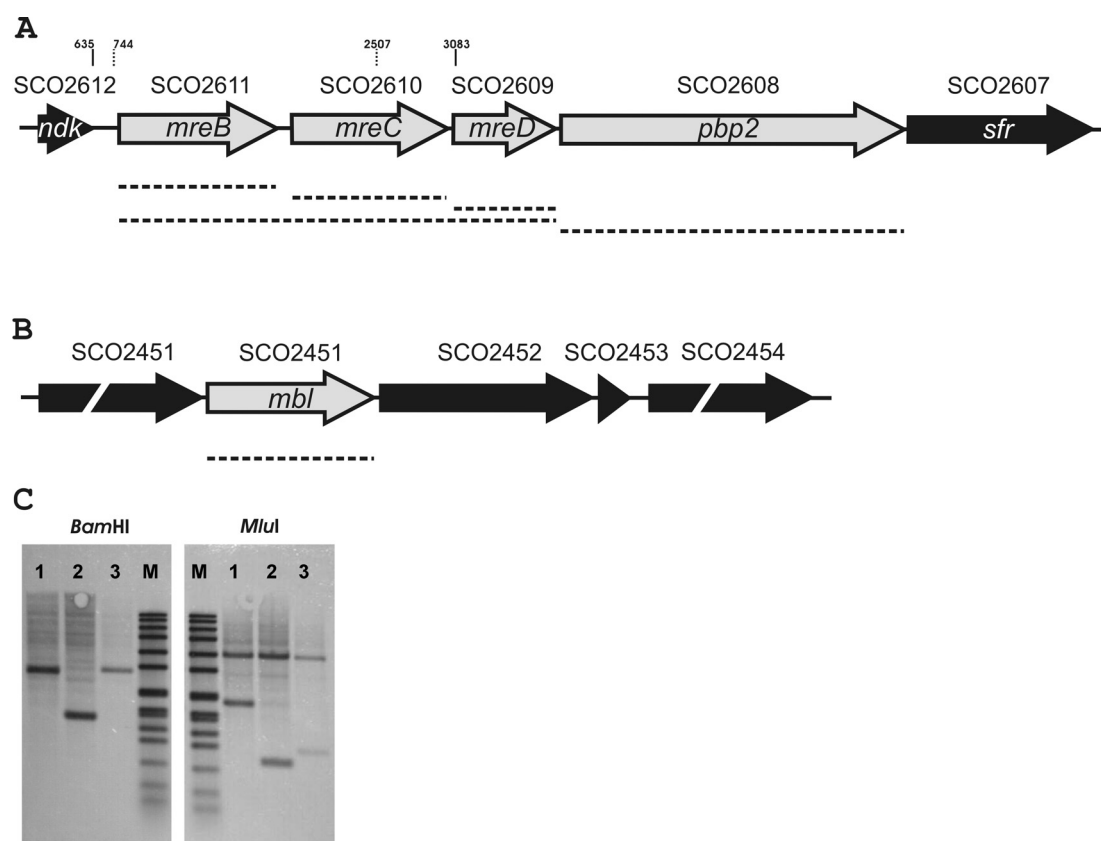 A
635 744 2507 3083
SCO2612 SCO2611 SCO2610 SCO2609 SCO2608 SCO2607
ndk mreB mreC mreD pbp2 sfr
B
SCO2451 SCO2451 SCO2452 SCO2453 SCO2454
mbl
C
BamHI MluI
1 2 3 M M 1 2 3